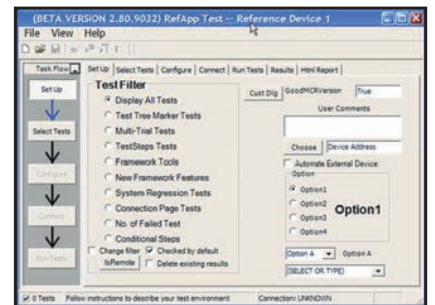 (BETA VERSION 2.80.9032) RefApp Test -- Reference Device 1
File View Help
Task Flow
Set Up Select Tests Configure Connect Run Tests Results Html Report
Set Up
Select Tests
Configure
Connect
Run Tests
Test Filter
Display All Tests
Test Tree Marker Tests
Multi-Trial Tests
TestSteps Tests
Framework Tools
New Framework Features
System Regression Tests
Connection Page Tests
No. of Failed Test
Conditional Steps
Change filter Checked by default
IsRemote Delete existing results
Cust Dlg GoodMCRVersion True
User Comments
Choose Device Address
Automate External Device:
Option
Option1
Option2
Option3
Option4
Option1
Option A Option A
(SELECT OR TYPE)
0 Tests Follow instructions to describe your test environment Connection: UNKNOWN